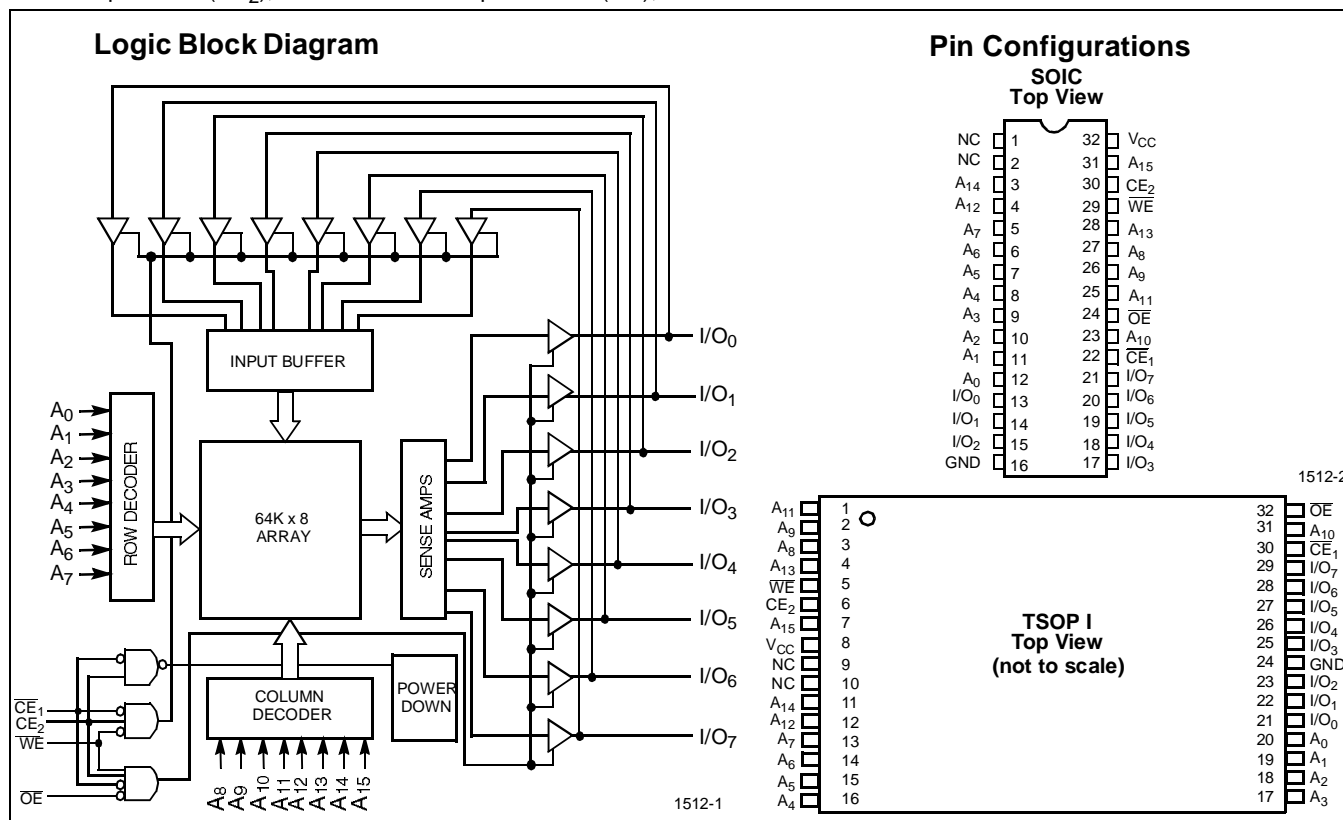 Logic Block Diagram
INPUT BUFFER
A0
A1
A2
A3
A4
A5
A6
A7
ROW DECODER
64K x 8
ARRAY
SENSE AMPS
I/O0
I/O1
I/O2
I/O3
I/O4
I/O5
I/O6
I/O7
COLUMN
DECODER
POWER
DOWN
C̅E̅1
CE2
W̅E̅
O̅E̅
A8
A9
A10
A11
A12
A13
A14
A15
1512-1
Pin Configurations
SOIC
Top View
NC 1 32 VCC
NC 2 31 A15
A14 3 30 CE2
A12 4 29 W̅E̅
A7 5 28 A13
A6 6 27 A8
A5 7 26 A9
A4 8 25 A11
A3 9 24 O̅E̅
A2 10 23 A10
A1 11 22 C̅E̅1
A0 12 21 I/O7
I/O0 13 20 I/O6
I/O1 14 19 I/O5
I/O2 15 18 I/O4
GND 16 17 I/O3
1512-2
A11 1 32 O̅E̅
A9 2 31 A10
A8 3 30 C̅E̅1
A13 4 29 I/O7
W̅E̅ 5 28 I/O6
CE2 6 27 I/O5
A15 7 26 I/O4
VCC 8 25 I/O3
NC 9 24 GND
NC 10 23 I/O2
A14 11 22 I/O1
A12 12 21 I/O0
A7 13 20 A0
A6 14 19 A1
A5 15 18 A2
A4 16 17 A3
TSOP I
Top View
(not to scale)